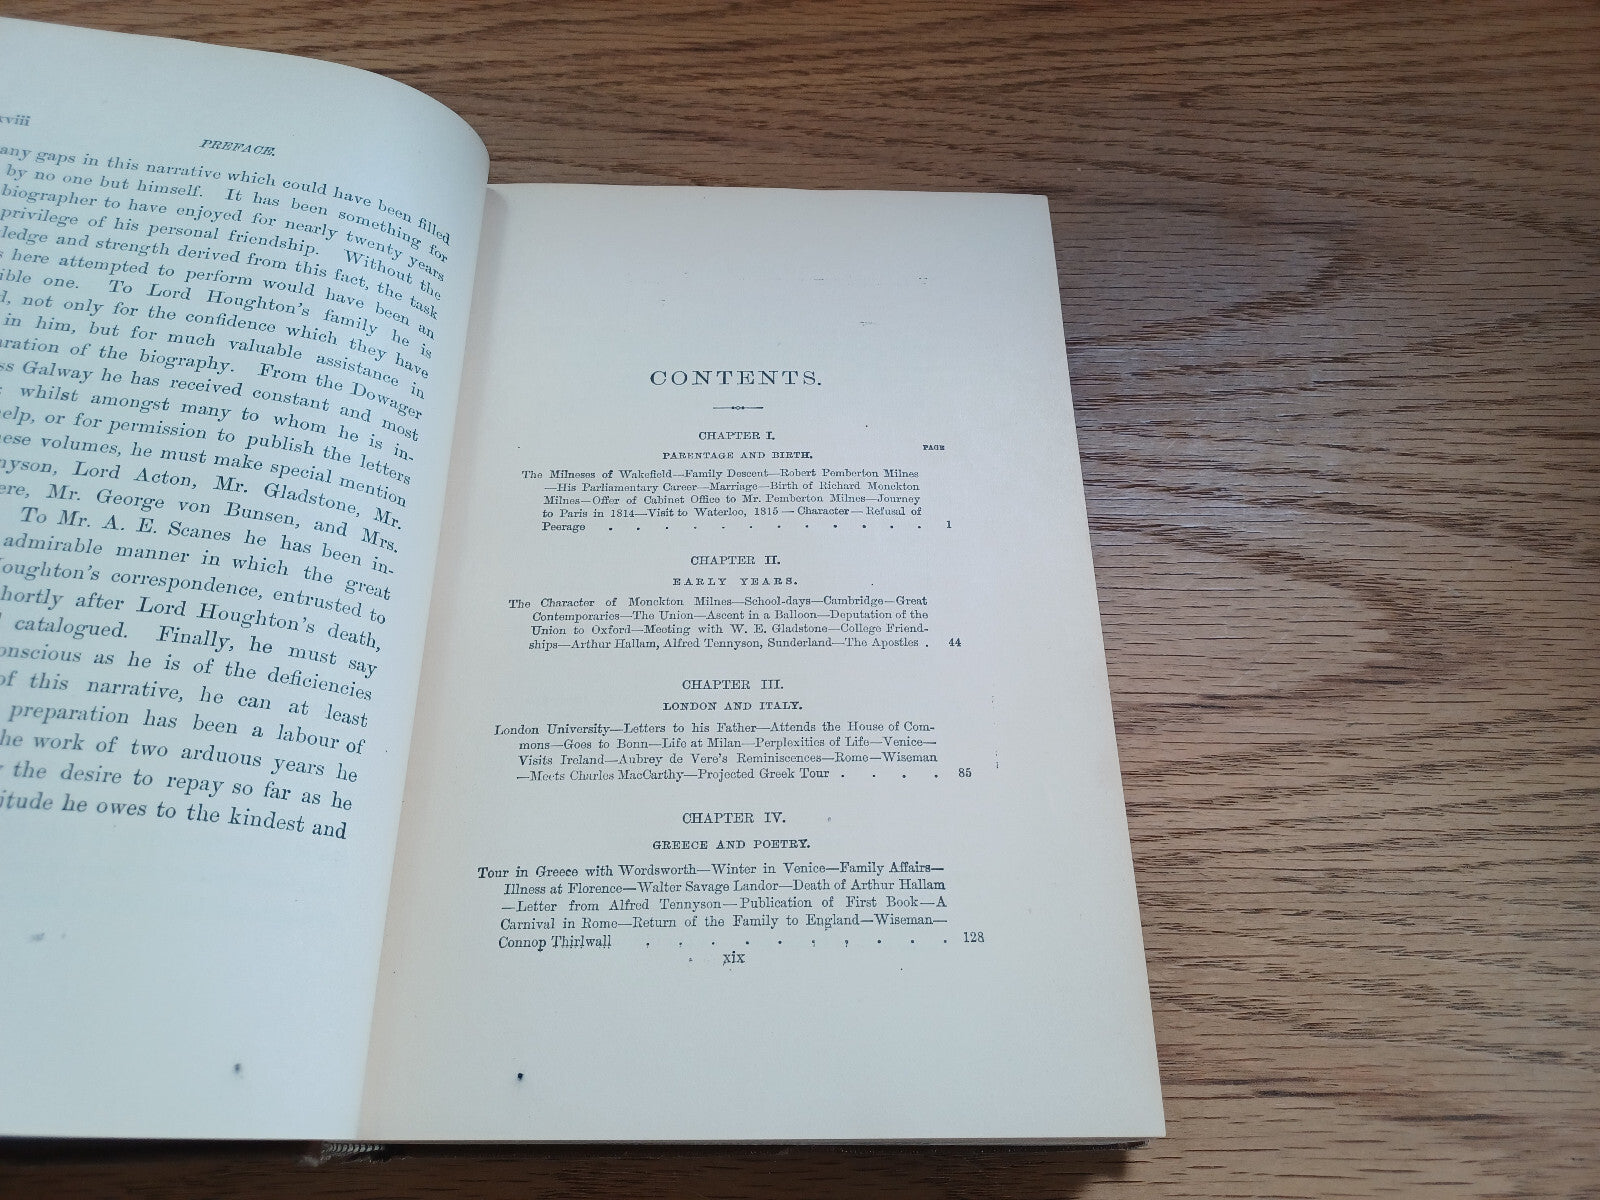 PREFACE.
any gaps in this narrative which could have been filled
by no one but himself. It has been something for
biographer to have enjoyed for nearly twenty years
privilege of his personal friendship. Without the
and strength derived from this fact, the task
here attempted to perform would have been an
one. To Lord Houghton's family he is
not only for the confidence which they have
in him, but for much valuable assistance in
of the biography. From the Dowager
Galway he has received constant and most
whilst amongst many to whom he is in-
help, or for permission to publish the letters
these volumes, he must make special mention
Lord Acton, Mr. Gladstone, Mr.
Mr. George von Bunsen, and Mrs.
To Mr. A. E. Scanes he has been in-
admirable manner in which the great
Houghton's correspondence, entrusted to
shortly after Lord Houghton's death,
catalogued. Finally, he must say
as he is of the deficiencies
of this narrative, he can at least
preparation has been a labour of
the work of two arduous years he
the desire to repay so far as he
he owes to the kindest and
CONTENTS.
CHAPTER I.
PAGE
PARENTAGE AND BIRTH.
The Milneses of Wakefield—Family Descent—Robert Pemberton Milnes
—His Parliamentary Career—Marriage—Birth of Richard Monckton
Milnes—Offer of Cabinet Office to Mr. Pemberton Milnes—Journey
to Paris in 1814—Visit to Waterloo, 1815—Character—Refusal of
Peerage . . . . . . . . . . . 1
CHAPTER II.
EARLY YEARS.
The Character of Monckton Milnes—School-days—Cambridge—Great
Contemporaries—The Union—Ascent in a Balloon—Deputation of the
Union to Oxford—Meeting with W. E. Gladstone—College Friend-
ships—Arthur Hallam, Alfred Tennyson, Sunderland—The Apostles . 44
CHAPTER III.
LONDON AND ITALY.
London University—Letters to his Father—Attends the House of Com-
mons—Goes to Bonn—Life at Milan—Perplexities of Life—Venice—
Visits Ireland—Aubrey de Vere's Reminiscences—Rome—Wiseman
—Meets Charles MacCarthy—Projected Greek Tour . . . . 85
CHAPTER IV.
GREECE AND POETRY.
Tour in Greece with Wordsworth—Winter in Venice—Family Affairs—
Illness at Florence—Walter Savage Landor—Death of Arthur Hallam
—Letter from Alfred Tennyson—Publication of First Book—A
Carnival in Rome—Return of the Family to England—Wiseman—
Connop Thirlwall . . . . . . . . . . 128
xix